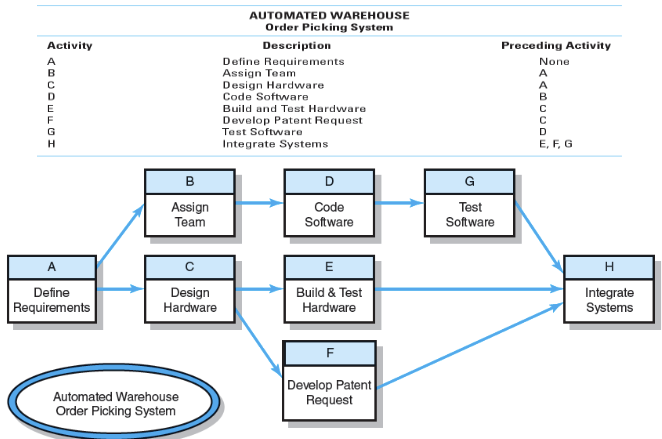 AUTOMATED WAREHOUSE
Order Picking System
Activity Description Preceding Activity
A Define Requirements None
B Assign Team A
C Design Hardware A
D Code Software B
E Build and Test Hardware C
F Develop Patent Request C
G Test Software D
H Integrate Systems E, F, G
B
Assign
Team
D
Code
Software
G
Test
Software
A
Define
Requirements
C
Design
Hardware
E
Build & Test
Hardware
H
Integrate
Systems
F
Develop Patent
Request
Automated Warehouse
Order Picking System